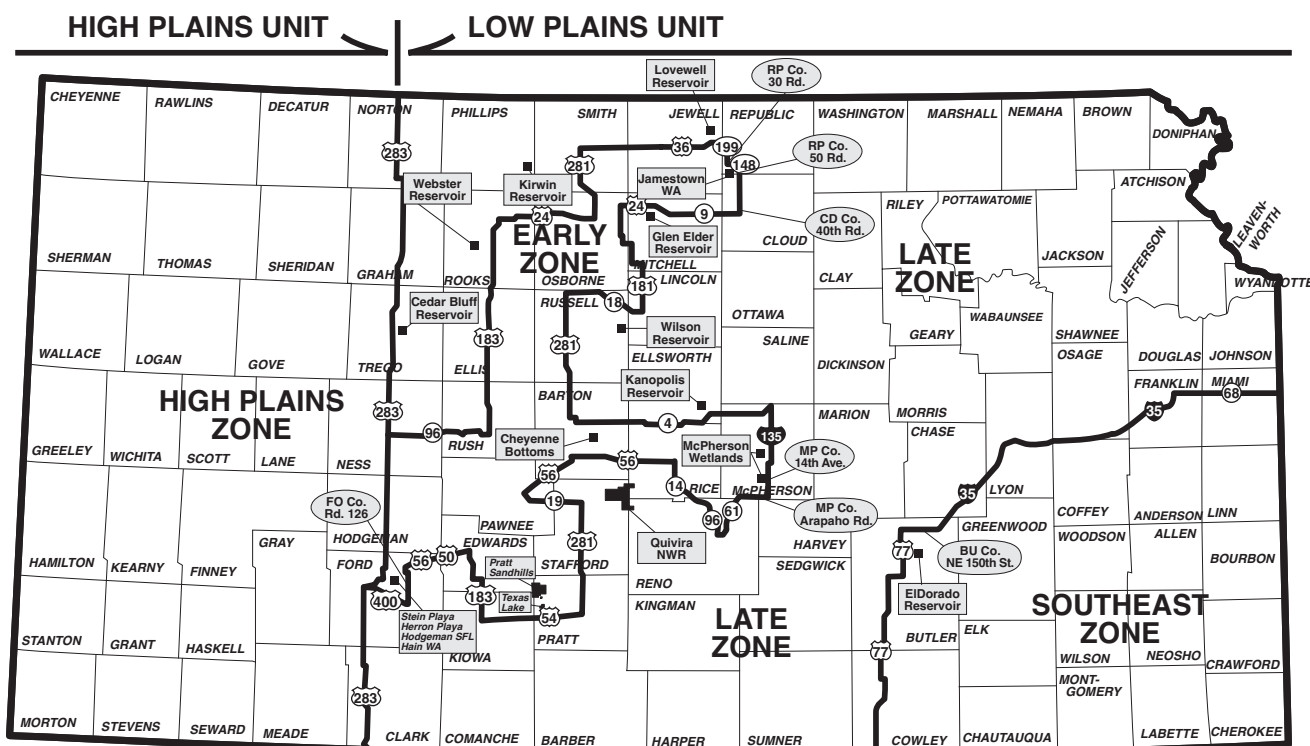 HIGH PLAINS UNIT
LOW PLAINS UNIT
Lovewell
Reservoir
RP Co.
30 Rd.
CHEYENNE
RAWLINS
DECATUR
NORTON
PHILLIPS
SMITH
JEWELL
REPUBLIC
WASHINGTON
MARSHALL
NEMAHA
BROWN
DONIPHAN
283
281
36
199
148
RP Co.
50 Rd.
Webster
Reservoir
Kirwin
Reservoir
Jamestown
WA
ATCHISON
24
24
9
CD Co.
40th Rd.
RILEY
POTTAWATOMIE
LEAVEN-
WORTH
EARLY
ZONE
Glen Elder
Reservoir
CLOUD
LATE
ZONE
JACKSON
JEFFERSON
SHERMAN
THOMAS
SHERIDAN
GRAHAM
ROOKS
OSBORNE
MITCHELL
LINCOLN
CLAY
WYANDOTTE
181
Cedar Bluff
Reservoir
RUSSELL
18
OTTAWA
WABAUNSEE
183
281
Wilson
Reservoir
SALINE
GEARY
SHAWNEE
WALLACE
LOGAN
GOVE
TREGO
ELLIS
ELLSWORTH
DICKINSON
OSAGE
DOUGLAS
JOHNSON
Kanopolis
Reservoir
FRANKLIN
MIAMI
68
HIGH PLAINS
ZONE
283
BARTON
4
MARION
MORRIS
35
96
RUSH
Cheyenne
Bottoms
135
McPherson
Wetlands
MP Co.
14th Ave.
CHASE
GREELEY
WICHITA
SCOTT
LANE
NESS
56
56
14
RICE
McPHERSON
35
LYON
FO Co.
Rd. 126
19
96
61
MP Co.
Arapaho Rd.
COFFEY
ANDERSON
LINN
PAWNEE
GREENWOOD
HODGEMAN
GRAY
EDWARDS
281
Quivira
NWR
HARVEY
77
BU Co.
NE 150th St.
WOODSON
ALLEN
BOURBON
HAMILTON
KEARNY
FINNEY
FORD
56
50
Pratt
Sandhills
STAFFORD
SEDGWICK
RENO
400
183
Texas
Lake
54
KINGMAN
ElDorado
Reservoir
SOUTHEAST
ZONE
Stein Playa
Herron Playa
Hodgeman SFL
Hain WA
LATE
ZONE
STANTON
GRANT
HASKELL
PRATT
BUTLER
ELK
KIOWA
77
WILSON
NEOSHO
CRAWFORD
283
MONT-
GOMERY
MORTON
STEVENS
SEWARD
MEADE
CLARK
COMANCHE
BARBER
HARPER
SUMNER
COWLEY
CHAUTAUQUA
LABETTE
CHEROKEE